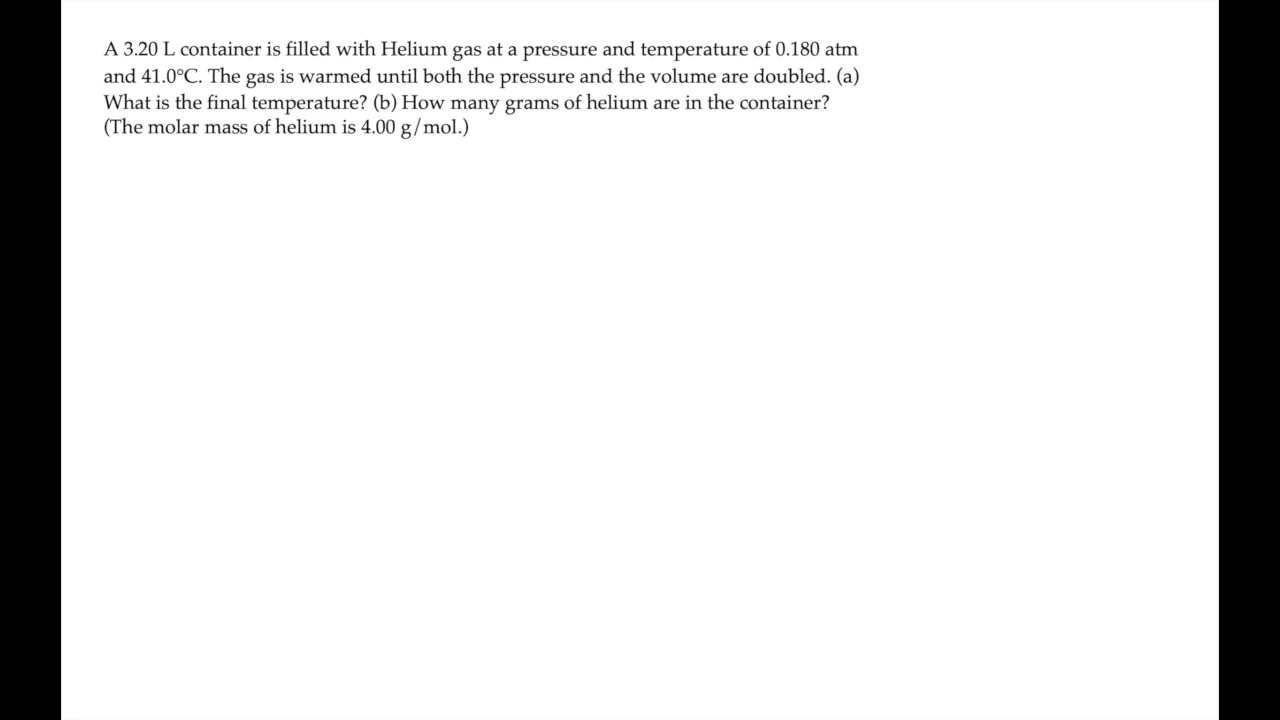 A 3.20 L container is filled with Helium gas at a pressure and temperature of 0.180 atm
and 41.0°C. The gas is warmed until both the pressure and the volume are doubled. (a)
What is the final temperature? (b) How many grams of helium are in the container?
(The molar mass of helium is 4.00 g/mol.)